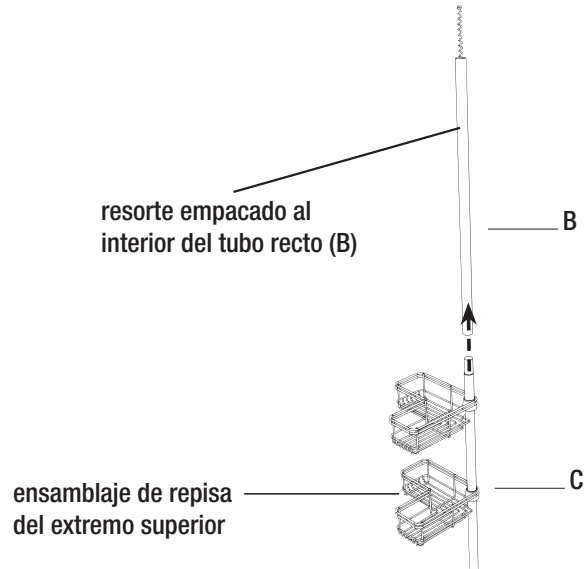 resorte empacado al
interior del tubo recto (B)
B
ensamblaje de repisa
del extremo superior
C